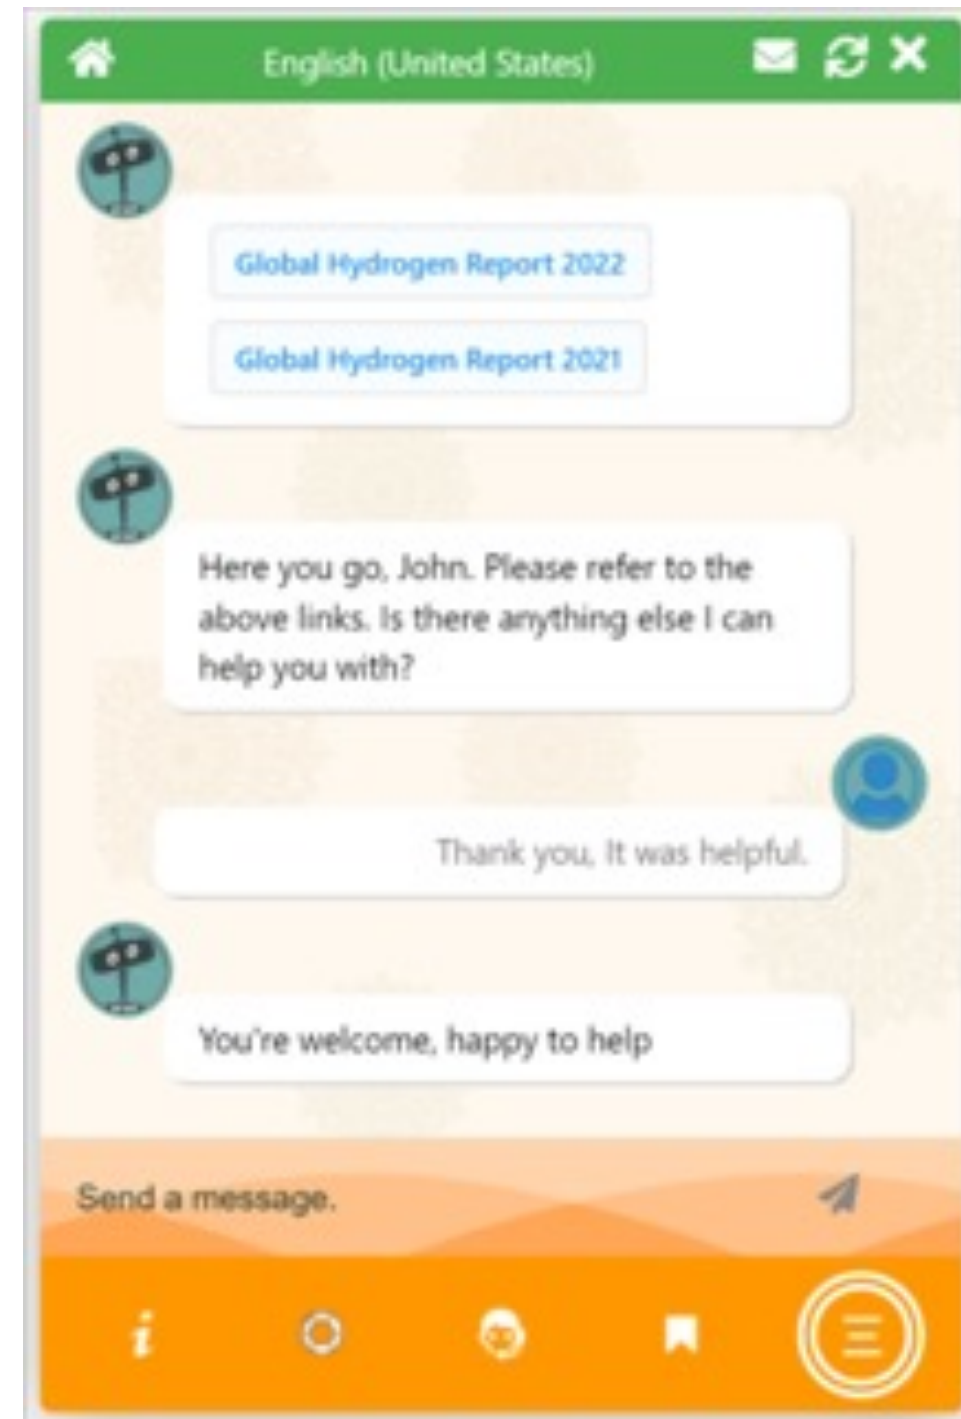 English (United States)
Global Hydrogen Report 2022
Global Hydrogen Report 2021
Here you go, John. Please refer to the
above links. Is there anything else I can
help you with?
Thank you, It was helpful.
You're welcome, happy to help
Send a message.